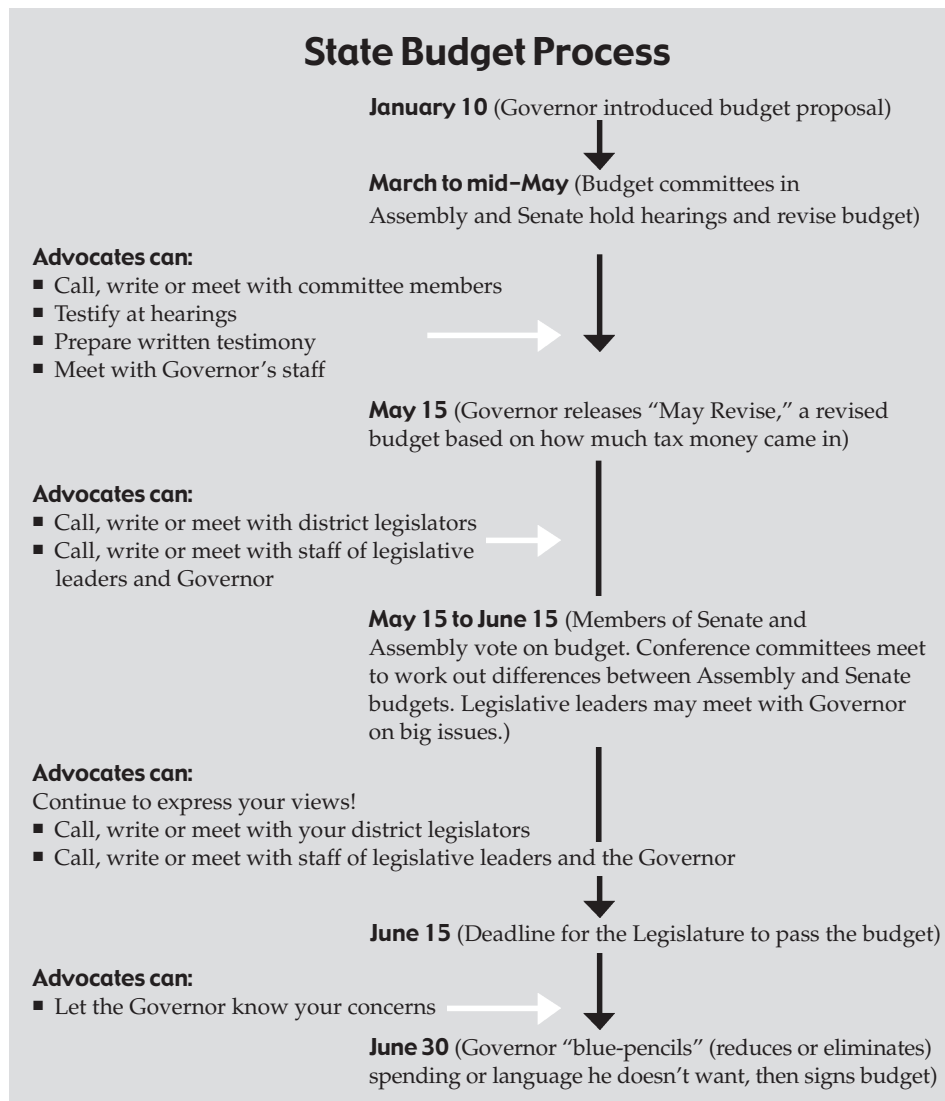 State Budget Process
January 10 (Governor introduced budget proposal)
March to mid–May (Budget committees in
Assembly and Senate hold hearings and revise budget)
Advocates can:
■ Call, write or meet with committee members
■ Testify at hearings
■ Prepare written testimony
■ Meet with Governor’s staff
May 15 (Governor releases “May Revise,” a revised
budget based on how much tax money came in)
Advocates can:
■ Call, write or meet with district legislators
■ Call, write or meet with staff of legislative
leaders and Governor
May 15 to June 15 (Members of Senate and
Assembly vote on budget. Conference committees meet
to work out differences between Assembly and Senate
budgets. Legislative leaders may meet with Governor
on big issues.)
Advocates can:
Continue to express your views!
■ Call, write or meet with your district legislators
■ Call, write or meet with staff of legislative leaders and the Governor
June 15 (Deadline for the Legislature to pass the budget)
Advocates can:
■ Let the Governor know your concerns
June 30 (Governor “blue-pencils” (reduces or eliminates)
spending or language he doesn’t want, then signs budget)